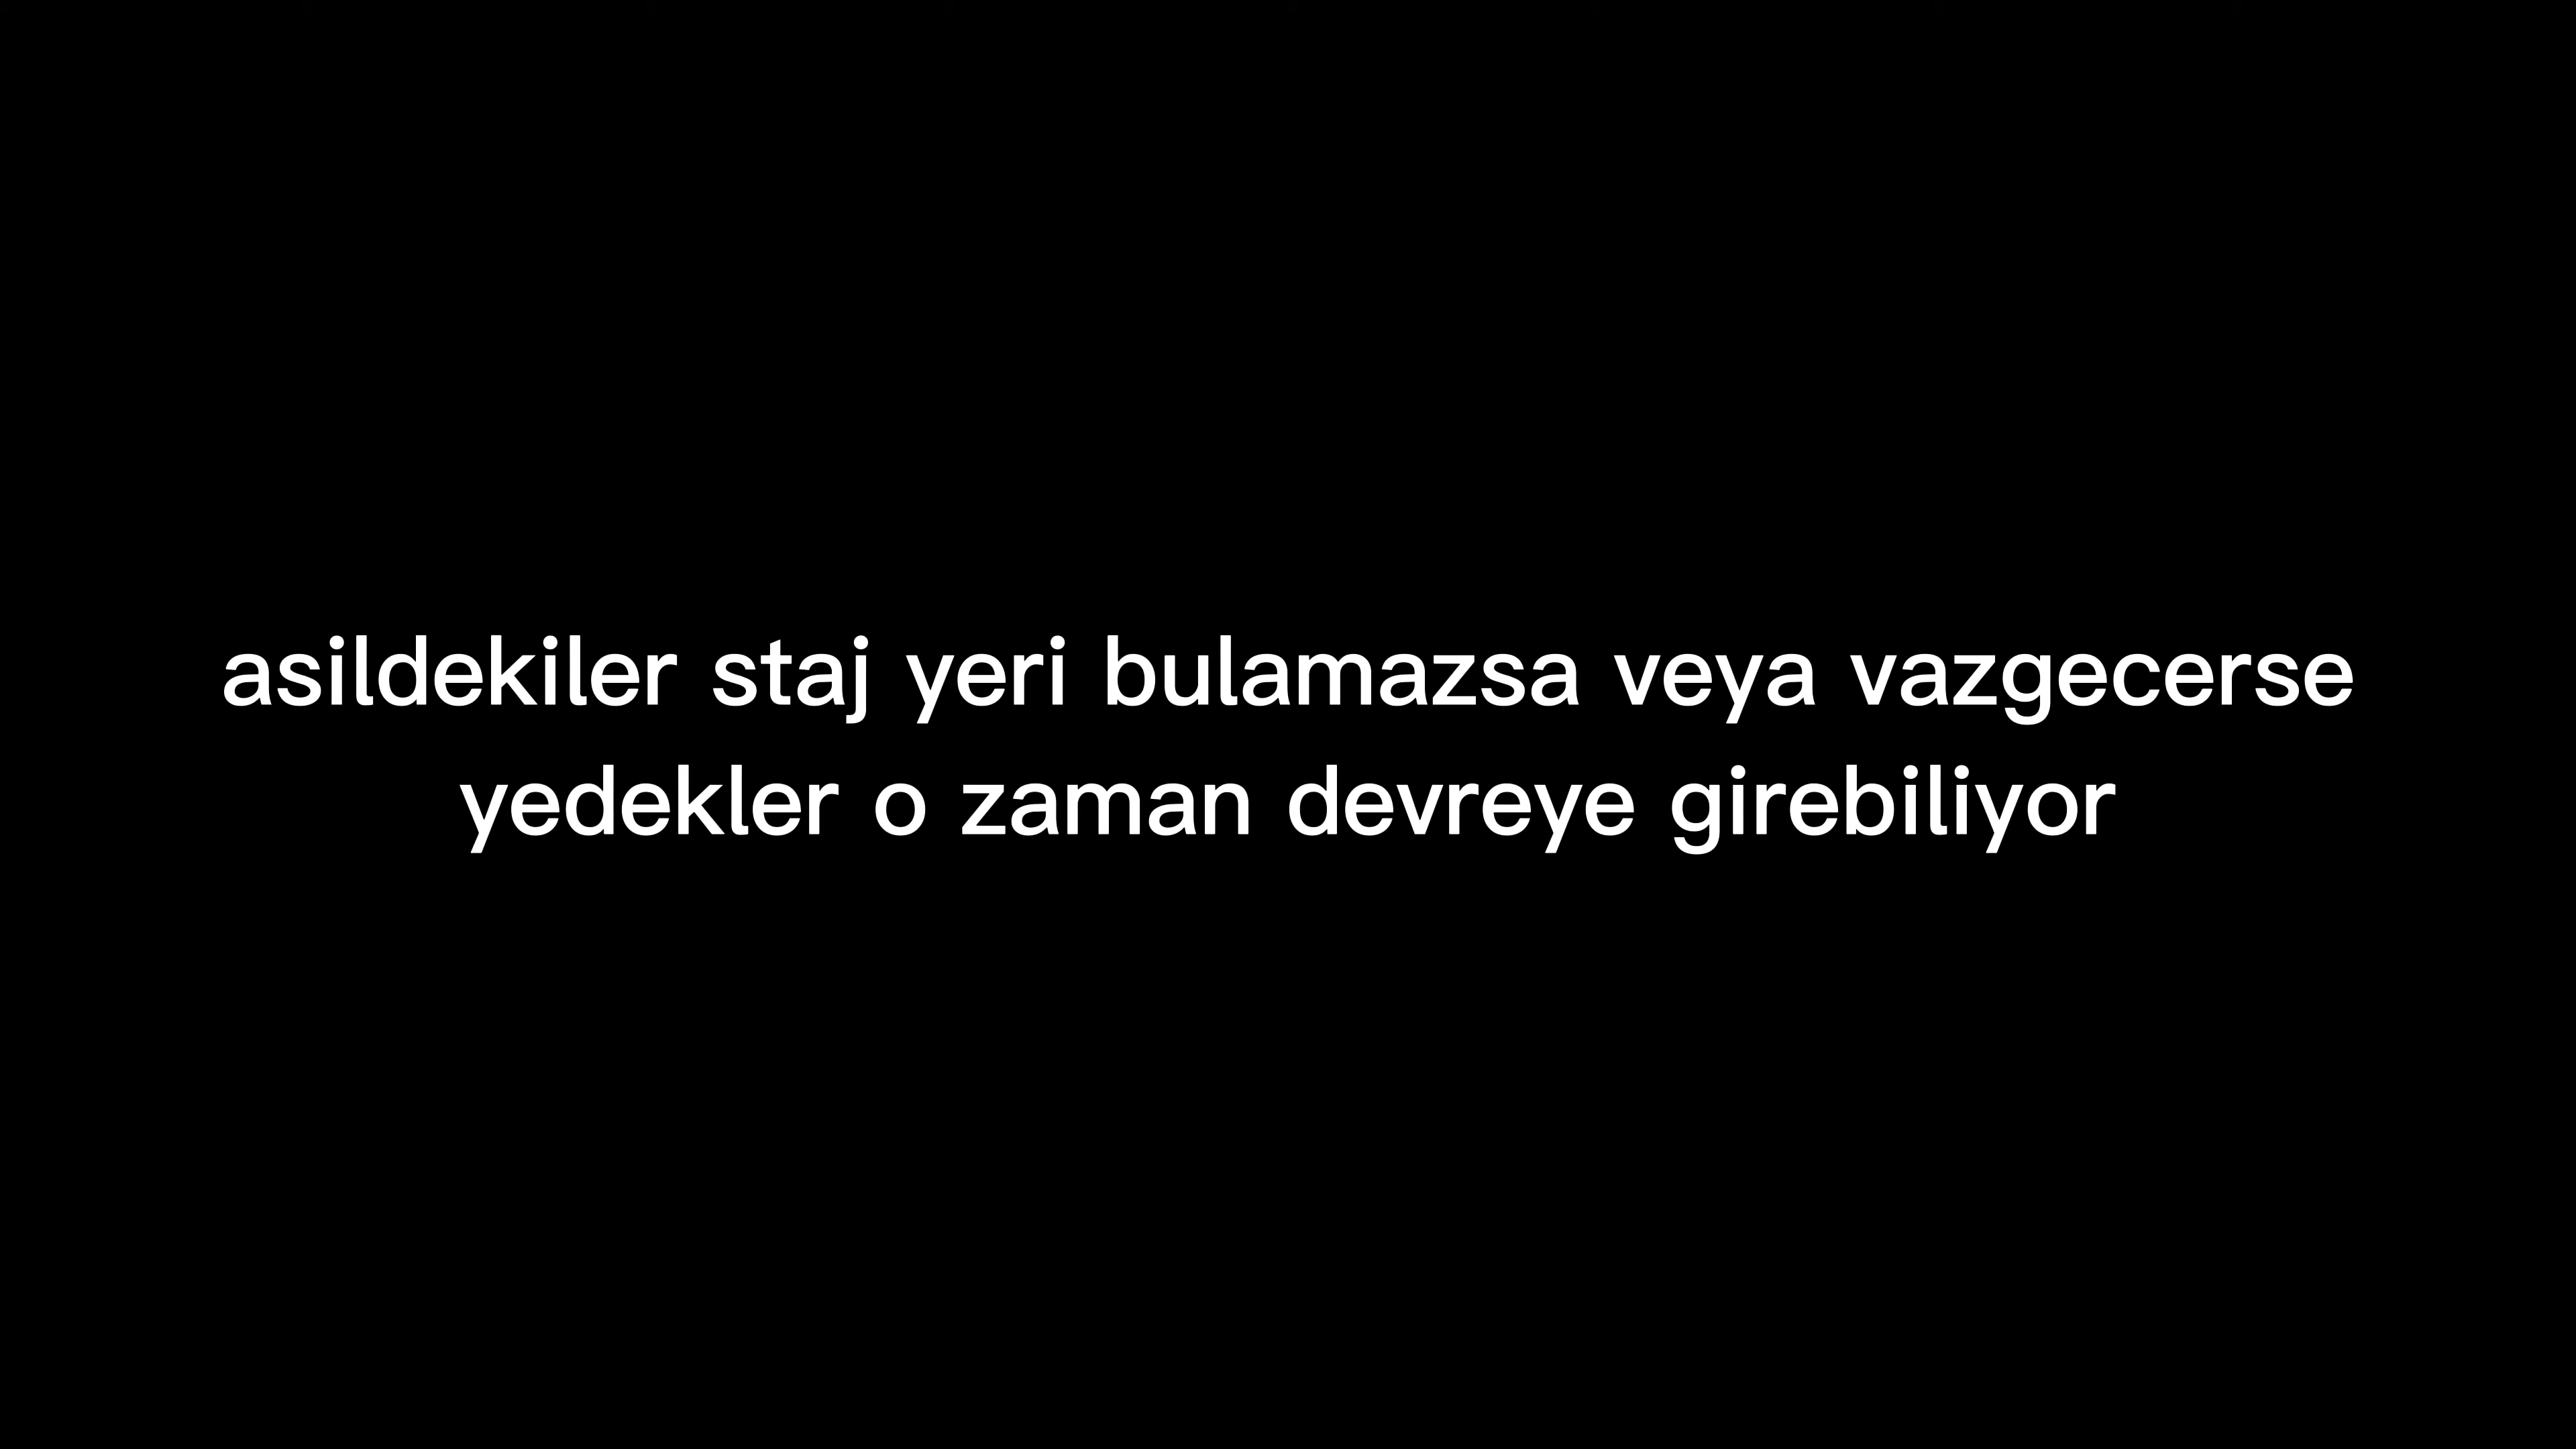 asildekiler staj yeri bulamazsa veya vazgecerse
yedekler o zaman devreye girebiliyor